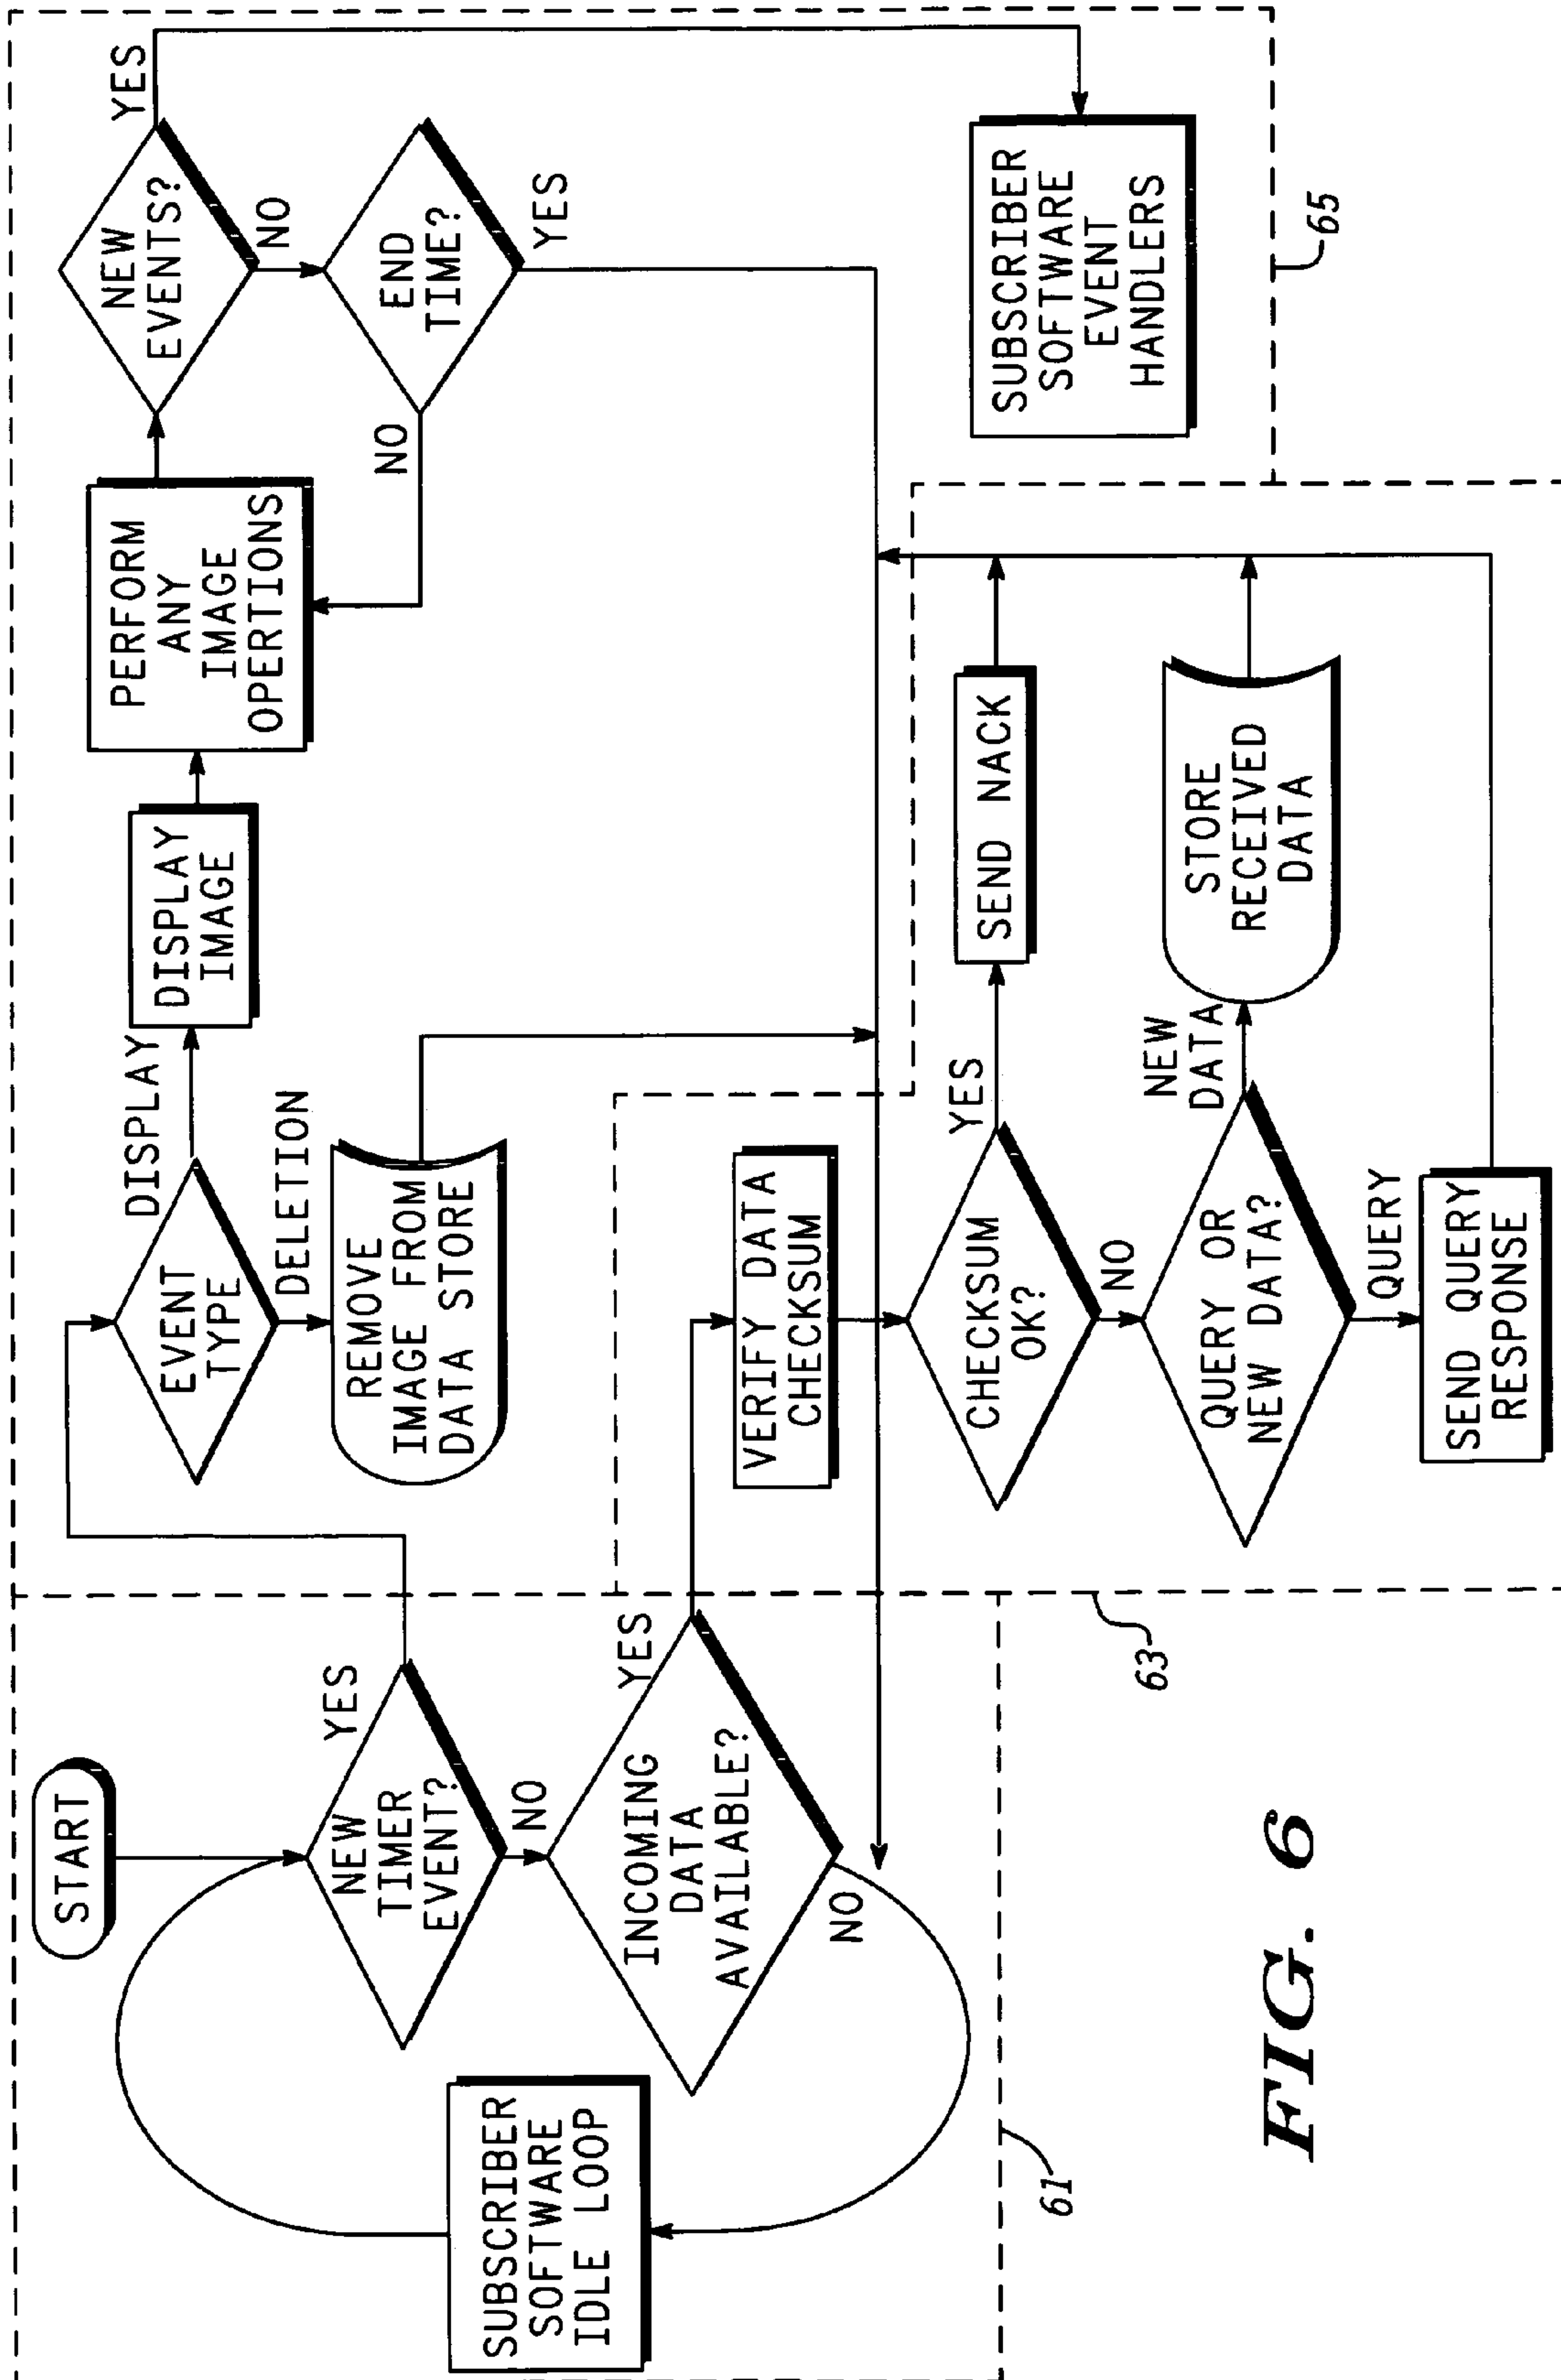 START
NEW
TIMER
EVENT?
YES
NO
INCOMING
DATA
AVAILABLE?
YES
NO
SUBSCRIBER
SOFTWARE
IDLE LOOP
61
EVENT
TYPE
DISPLAY
DELETION
REMOVE
IMAGE FROM
DATA STORE
DISPLAY
IMAGE
PERFORM
ANY
IMAGE
OPERTIONS
NEW
EVENTS?
YES
NO
END
TIME?
NO
YES
SUBSCRIBER
SOFTWARE
EVENT
HANDLERS
65
VERIFY DATA
CHECKSUM
CHECKSUM
OK?
YES
NO
SEND NACK
QUERY OR
NEW DATA?
NEW
DATA
QUERY
STORE
RECEIVED
DATA
SEND QUERY
RESPONSE
63
FIG. 6